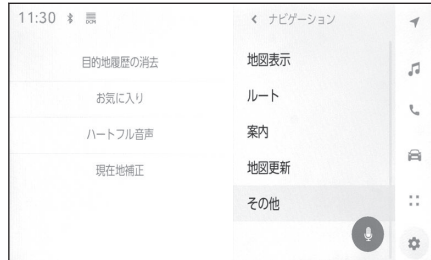 11:30
目的地履歴の消去
お気に入り
ハートフル音声
現在地補正
ナビゲーション
地図表示
ルート
案内
地図更新
その他